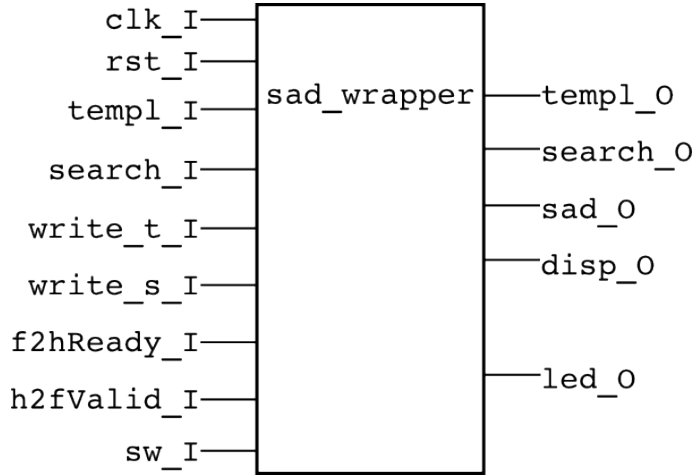 clk_I
rst_I
templ_I
search_I
write_t_I
write_s_I
f2hReady_I
h2fValid_I
sw_I
sad_wrapper
templ_O
search_O
sad_O
disp_O
led_O